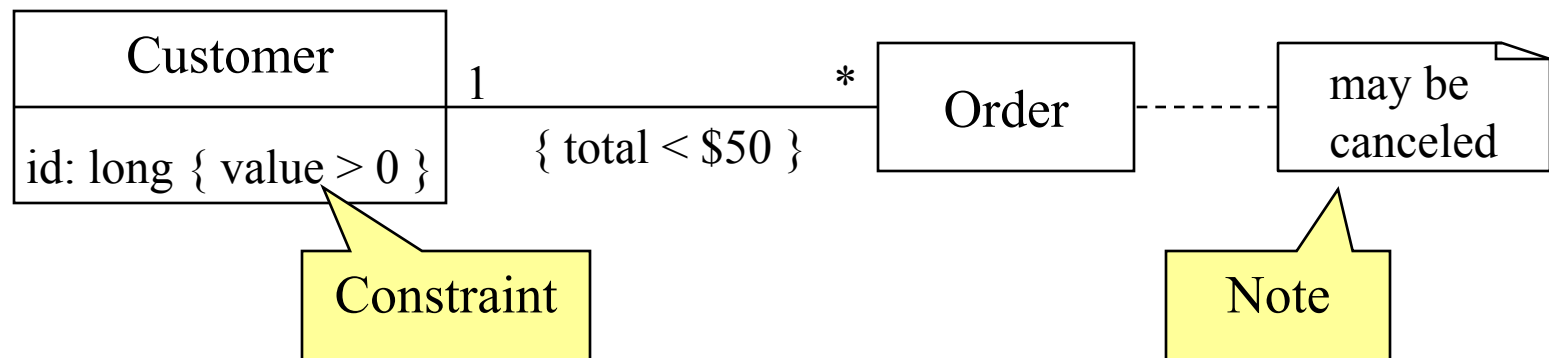 Customer
id: long { value > 0 }
1
*
{ total < $50 }
Order
may be
canceled
Constraint
Note